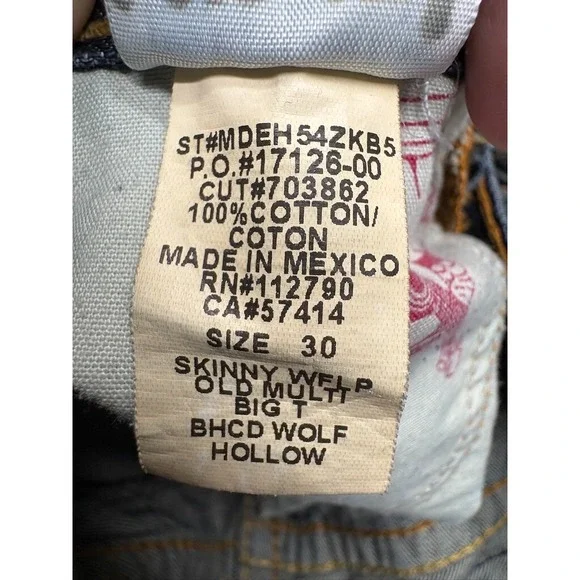 ST#MDEH54ZKB5
P.O.#17126-00
CUT#703862
100%COTTON/
COTON
MADE IN MEXICO
RN#112790
CA#57414
SIZE 30
SKINNY WFLP
OLD MULTI
BIG T
BHCD WOLF
HOLLOW